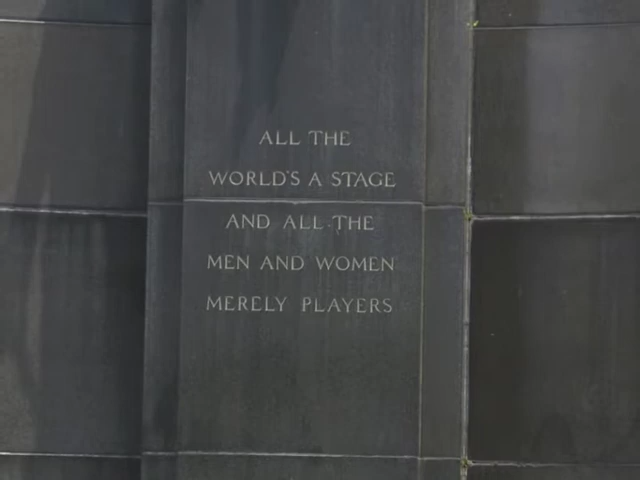 ALL THE
WORLD'S A STAGE
AND ALL THE
MEN AND WOMEN
MERELY PLAYERS